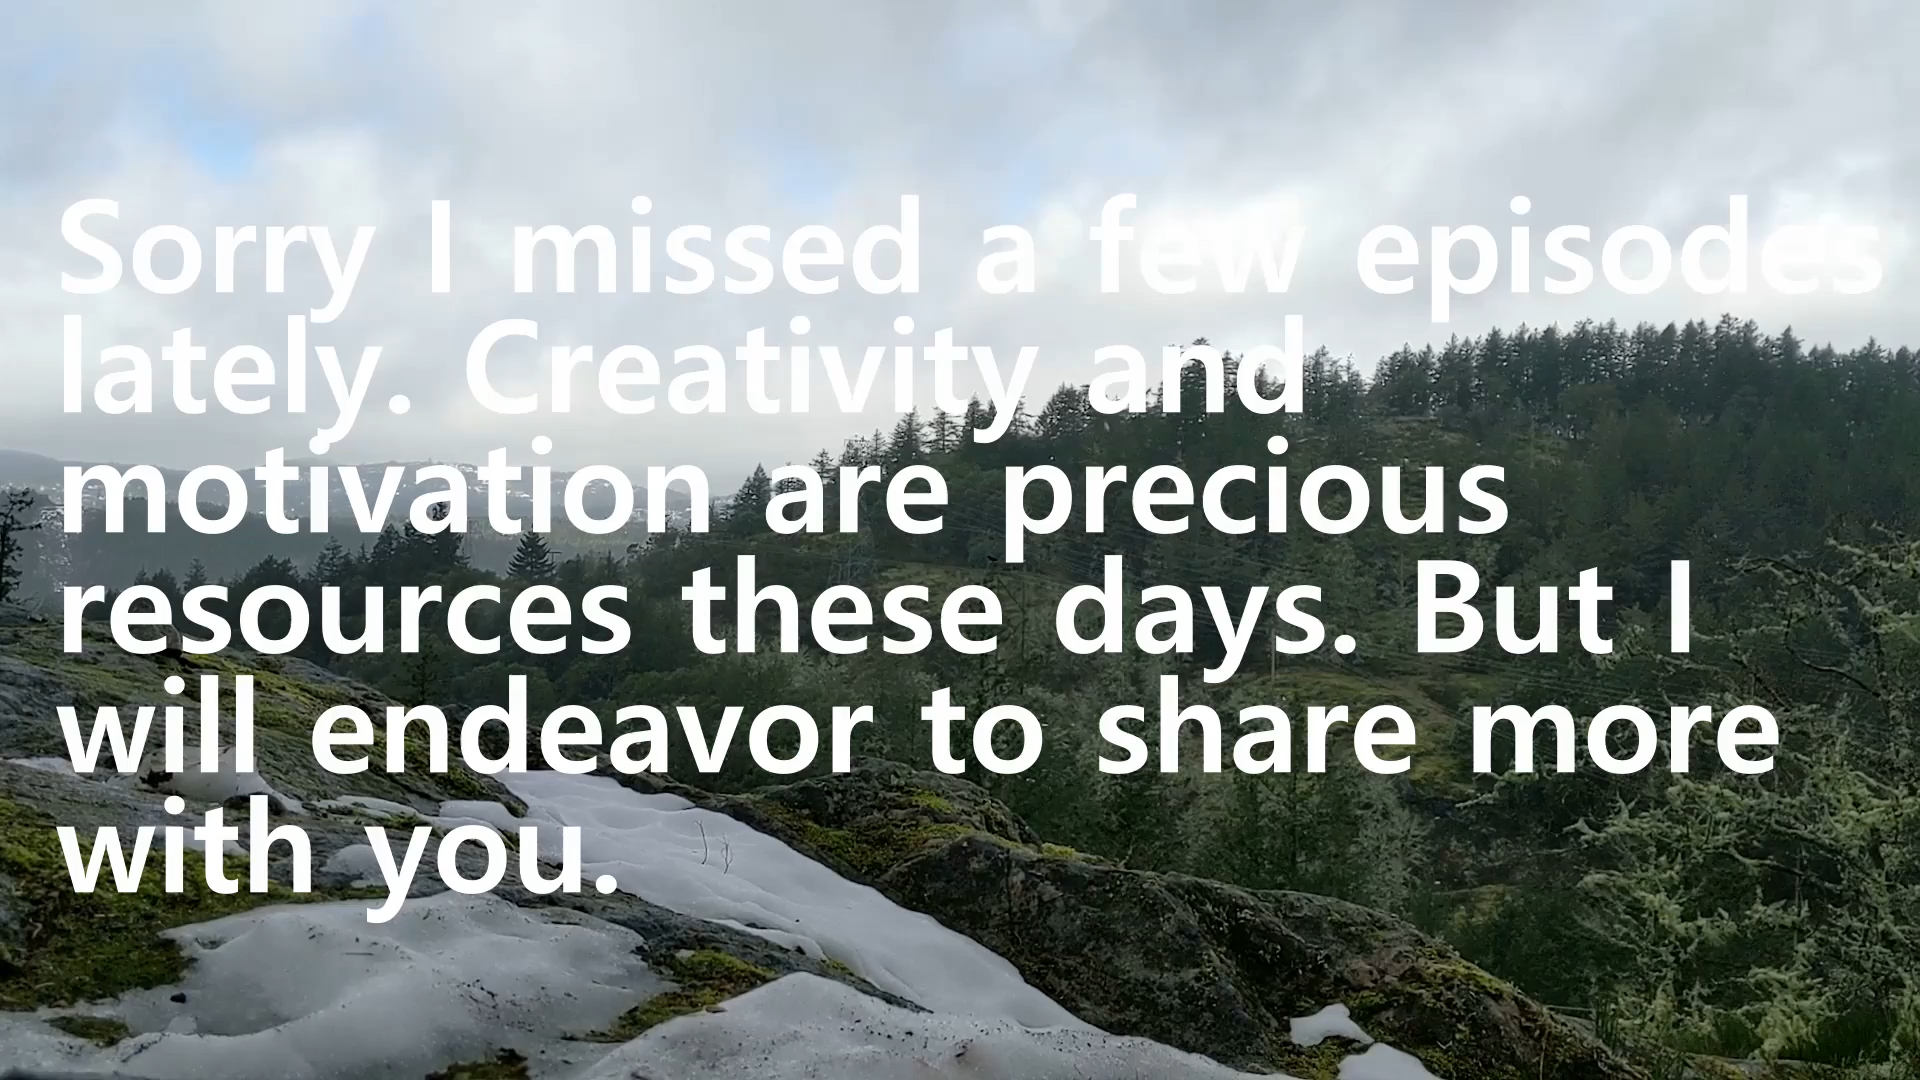 Sorry I missed a few episodes
lately. Creativity and
motivation are precious
resources these days. But I
will endeavor to share more
with you.